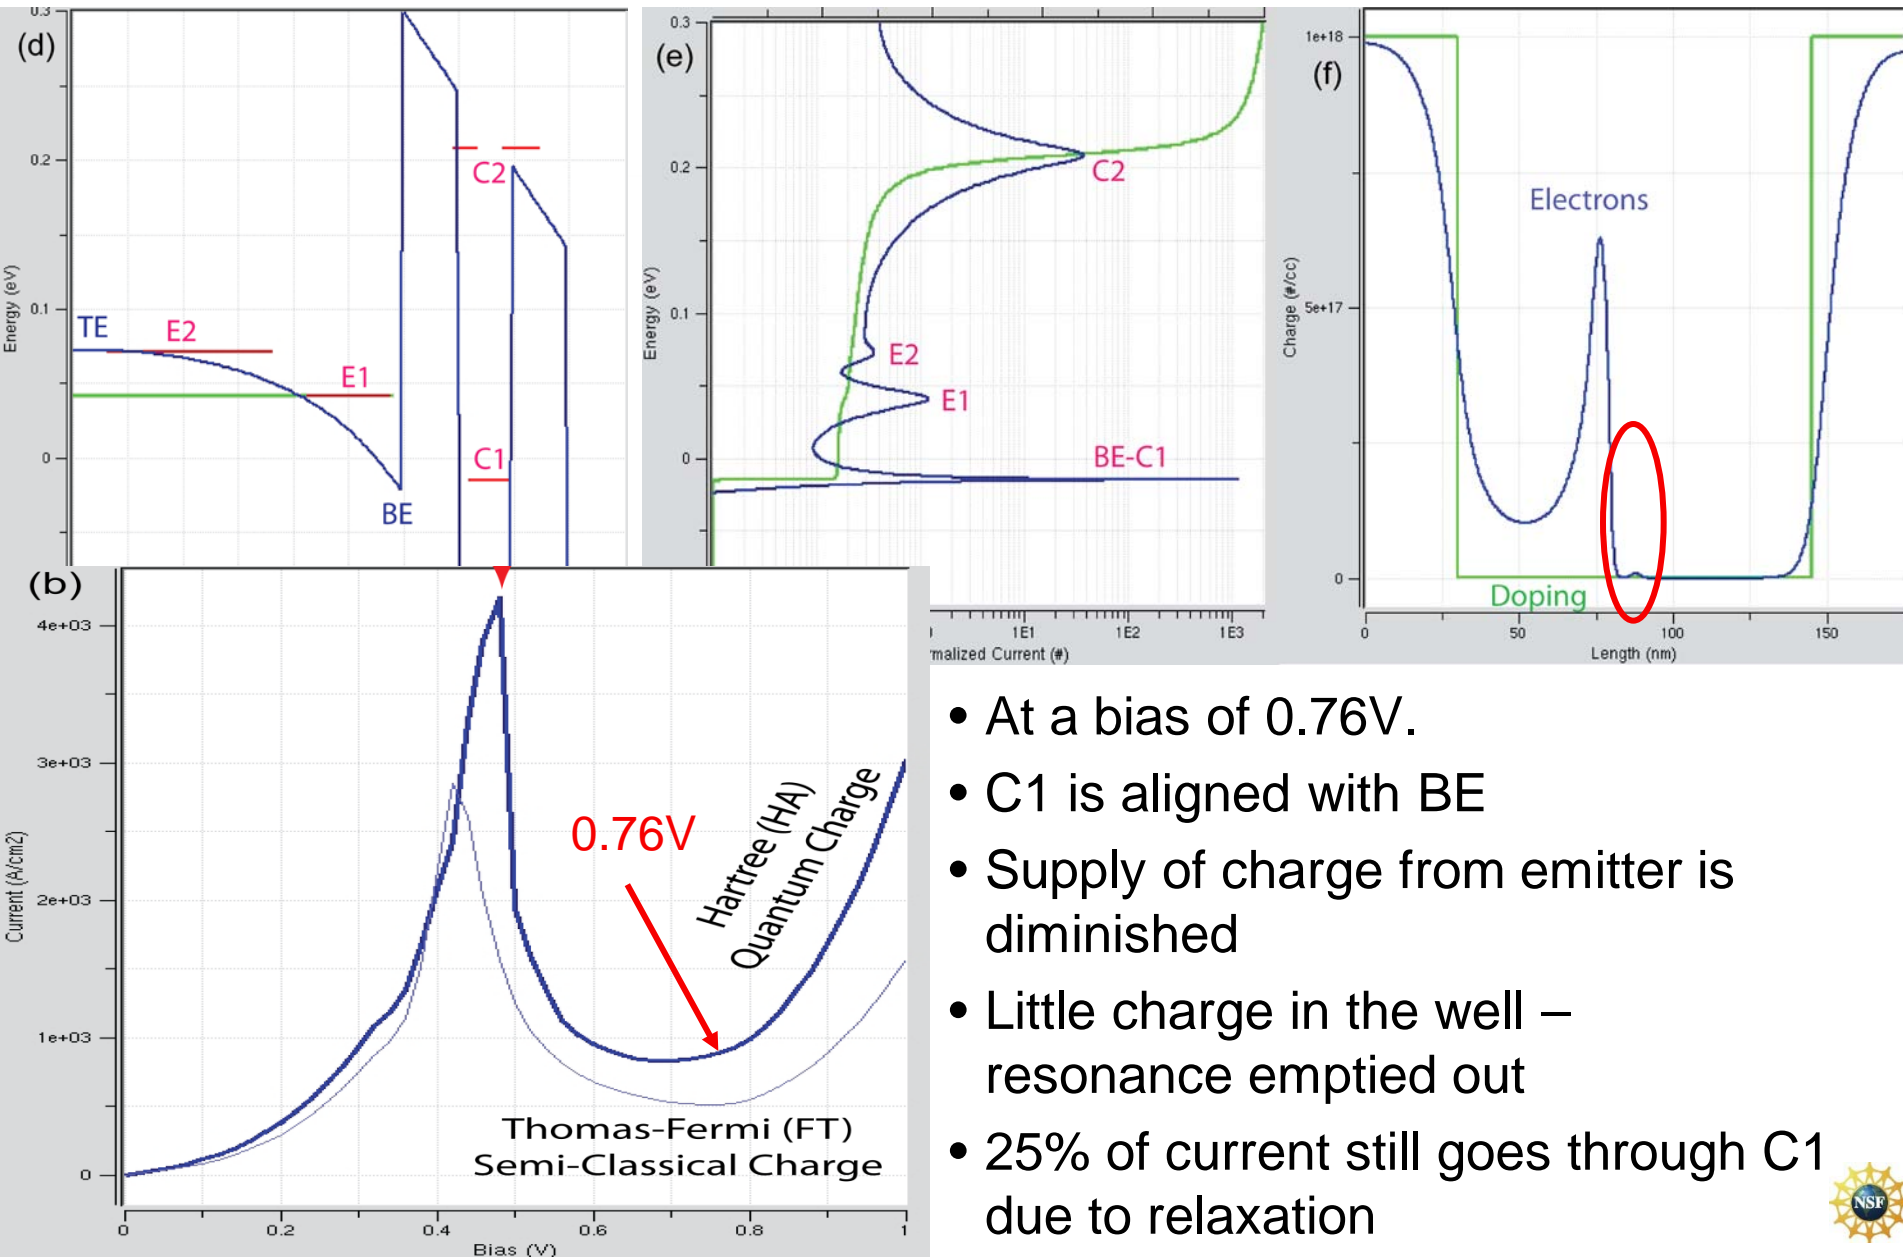 (d)
0.3
0.2
0.1
0
Energy (eV)
TE
E2
E1
BE
C2
C1
(e)
0.3
0.2
0.1
0
Energy (eV)
C2
E2
E1
BE-C1
1E1
1E2
1E3
rmalized Current (#)
(f)
1e+18
5e+17
0
Charge (#/cc)
Electrons
Doping
0
50
100
150
Length (nm)
(b)
4e+03
3e+03
2e+03
1e+03
0
Current (A/cm2)
0.76V
Hartree (HA)
Quantum Charge
Thomas-Fermi (FT)
Semi-Classical Charge
0
0.2
0.4
0.6
0.8
1
Bias (V)
• At a bias of 0.76V.
• C1 is aligned with BE
• Supply of charge from emitter is
diminished
• Little charge in the well –
resonance emptied out
• 25% of current still goes through C1
due to relaxation
NSF